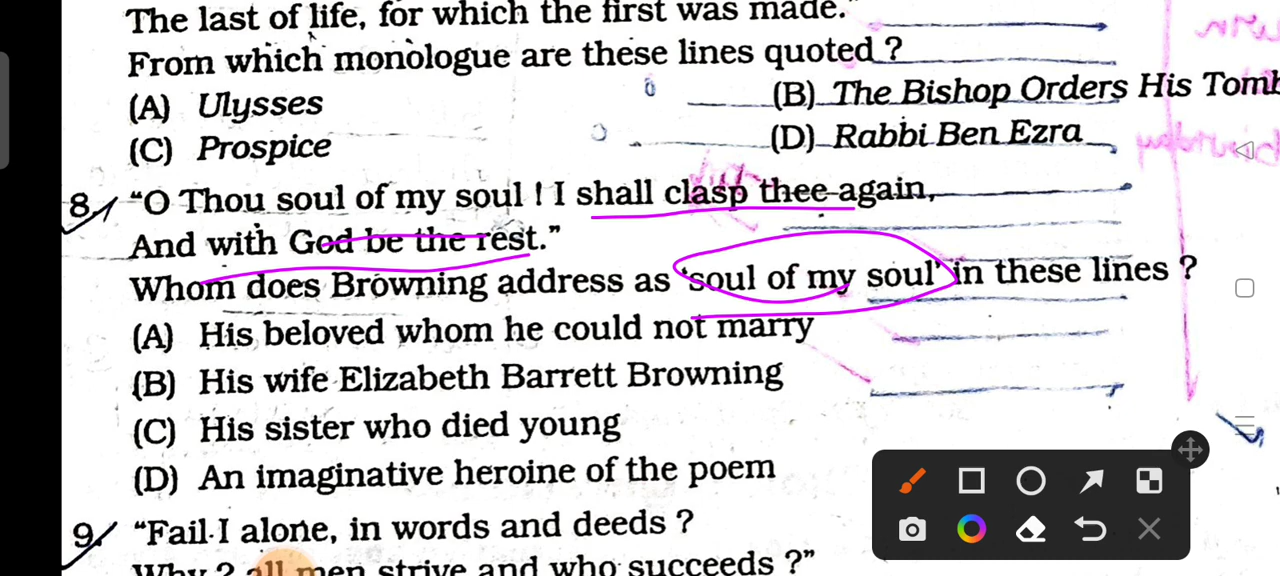 The last of life, for which the first was made."
From which monologue are these lines quoted ?
(A) Ulysses (B) The Bishop Orders His Tomb
(C) Prospice (D) Rabbi Ben Ezra
8. "O Thou soul of my soul ! I shall clasp thee again,
And with God be the rest."
Whom does Browning address as 'soul of my soul' in these lines ?
(A) His beloved whom he could not marry
(B) His wife Elizabeth Barrett Browning
(C) His sister who died young
(D) An imaginative heroine of the poem
9. "Fail I alone, in words and deeds ?
Why ? all men strive and who succeeds ?"